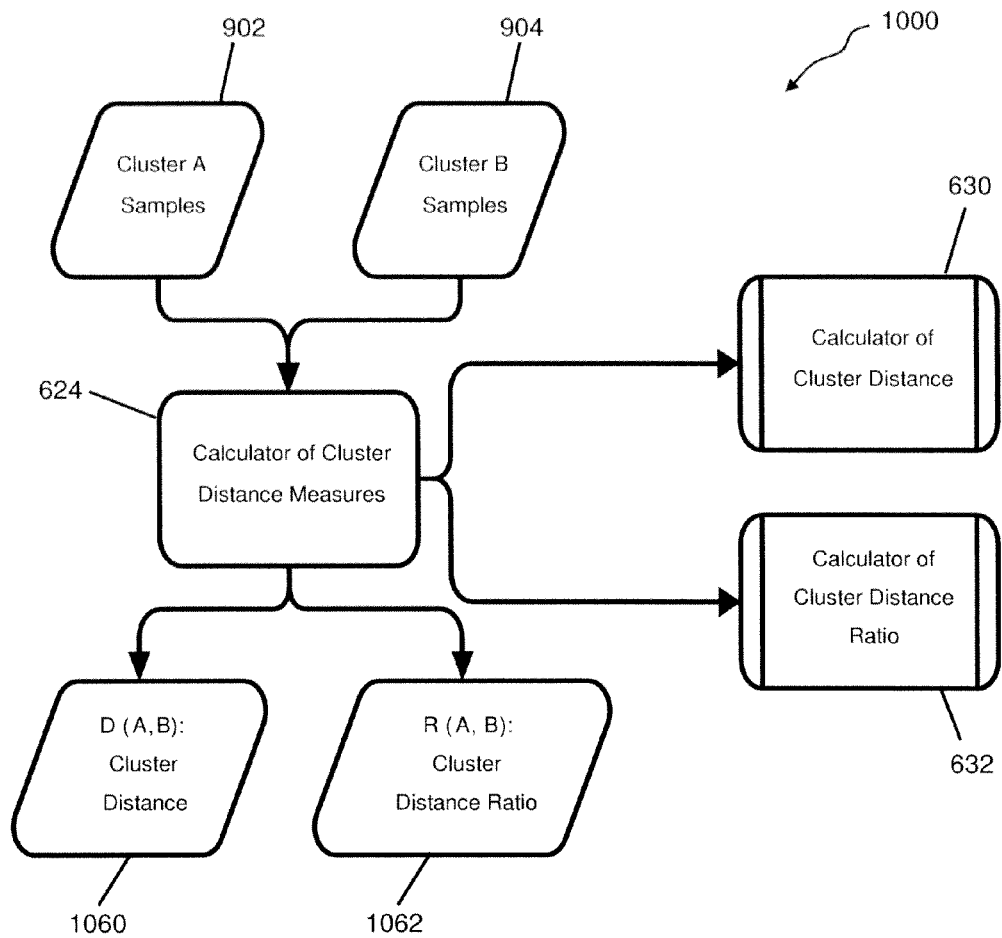 902
904
1000
Cluster A
Samples
Cluster B
Samples
630
Calculator of
Cluster Distance
624
Calculator of Cluster
Distance Measures
Calculator of
Cluster Distance
Ratio
632
D (A,B):
Cluster
Distance
R (A, B):
Cluster
Distance Ratio
1060
1062